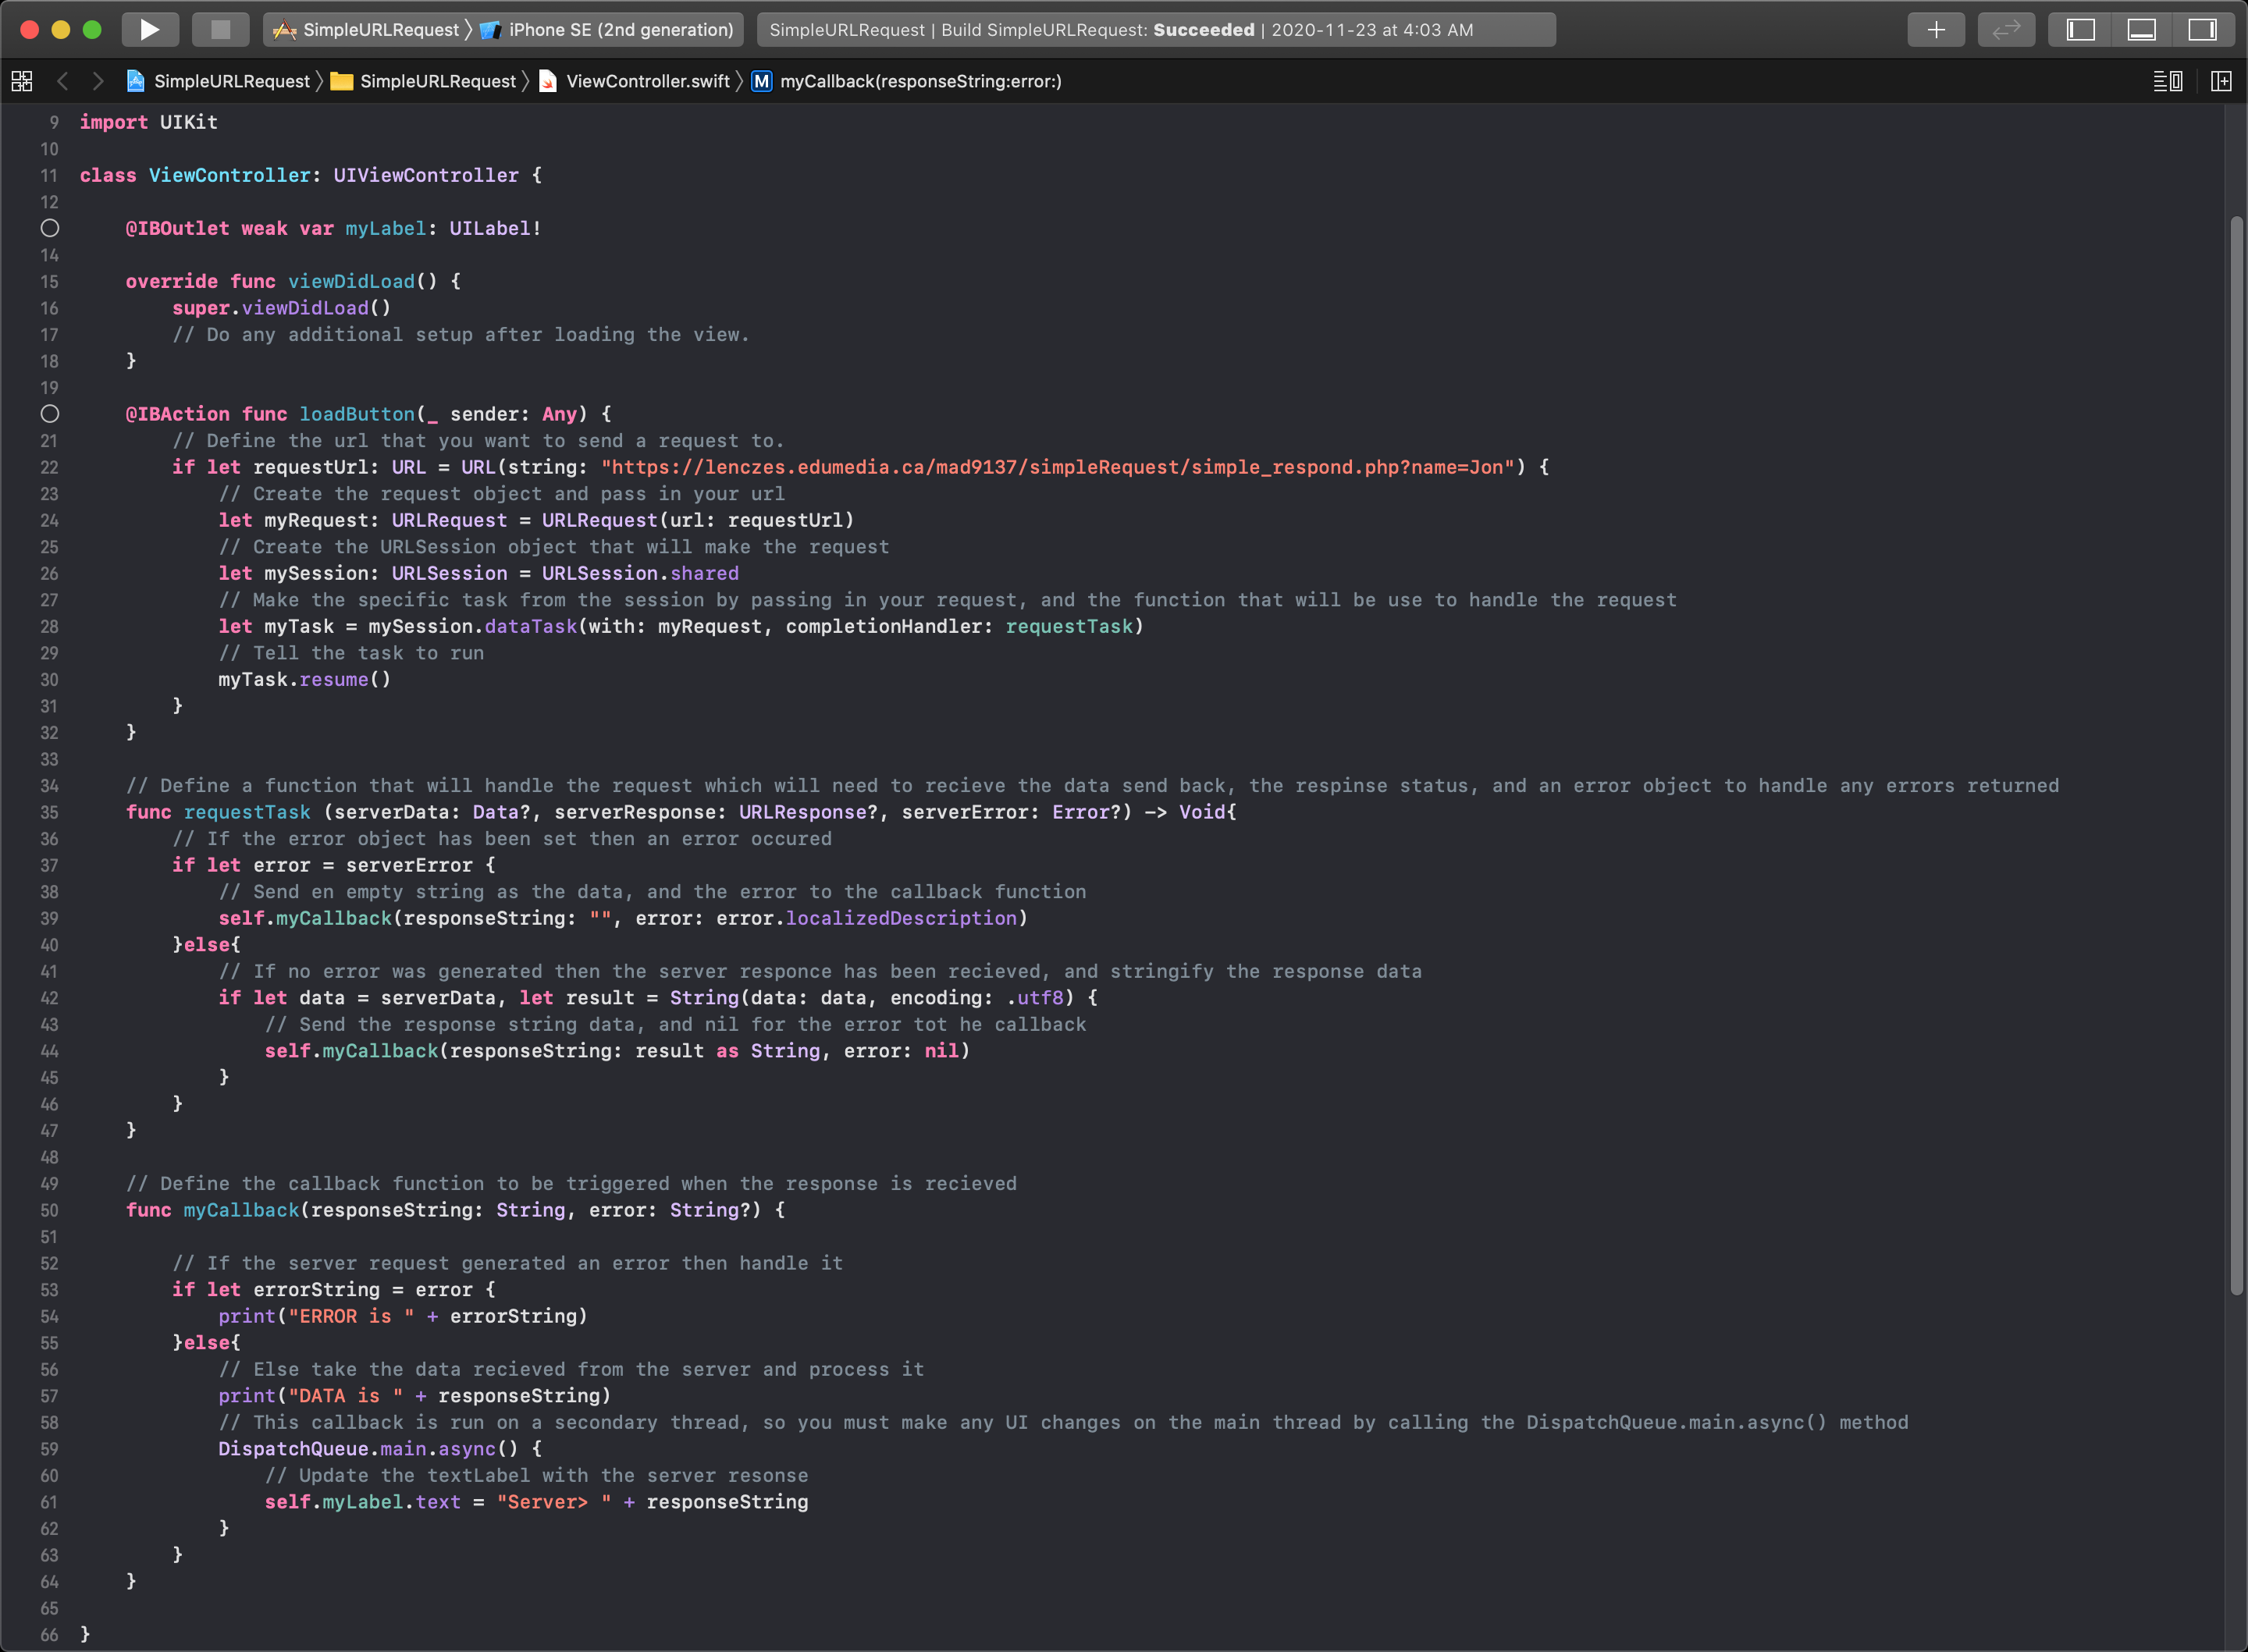 SimpleURLRequest iPhone SE (2nd generation) SimpleURLRequest | Build SimpleURLRequest: Succeeded | 2020-11-23 at 4:03 AM
SimpleURLRequest SimpleURLRequest ViewController.swift M myCallback(responseString:error:)
9 import UIKit
10
11 class ViewController: UIViewController {
12
@IBOutlet weak var myLabel: UILabel!
14
15 override func viewDidLoad() {
16 super.viewDidLoad()
17 // Do any additional setup after loading the view.
18 }
19
@IBAction func loadButton(_ sender: Any) {
21 // Define the url that you want to send a request to.
22 if let requestUrl: URL = URL(string: "https://lenczes.edumedia.ca/mad9137/simpleRequest/simple_respond.php?name=Jon") {
23 // Create the request object and pass in your url
24 let myRequest: URLRequest = URLRequest(url: requestUrl)
25 // Create the URLSession object that will make the request
26 let mySession: URLSession = URLSession.shared
27 // Make the specific task from the session by passing in your request, and the function that will be use to handle the request
28 let myTask = mySession.dataTask(with: myRequest, completionHandler: requestTask)
29 // Tell the task to run
30 myTask.resume()
31 }
32 }
33
34 // Define a function that will handle the request which will need to recieve the data send back, the respinse status, and an error object to handle any errors returned
35 func requestTask (serverData: Data?, serverResponse: URLResponse?, serverError: Error?) -> Void{
36 // If the error object has been set then an error occured
37 if let error = serverError {
38 // Send en empty string as the data, and the error to the callback function
39 self.myCallback(responseString: "", error: error.localizedDescription)
40 }else{
41 // If no error was generated then the server responce has been recieved, and stringify the response data
42 if let data = serverData, let result = String(data: data, encoding: .utf8) {
43 // Send the response string data, and nil for the error tot he callback
44 self.myCallback(responseString: result as String, error: nil)
45 }
46 }
47 }
48
49 // Define the callback function to be triggered when the response is recieved
50 func myCallback(responseString: String, error: String?) {
51
52 // If the server request generated an error then handle it
53 if let errorString = error {
54 print("ERROR is " + errorString)
55 }else{
56 // Else take the data recieved from the server and process it
57 print("DATA is " + responseString)
58 // This callback is run on a secondary thread, so you must make any UI changes on the main thread by calling the DispatchQueue.main.async() method
59 DispatchQueue.main.async() {
60 // Update the textLabel with the server resonse
61 self.myLabel.text = "Server> " + responseString
62 }
63 }
64 }
65
66 }